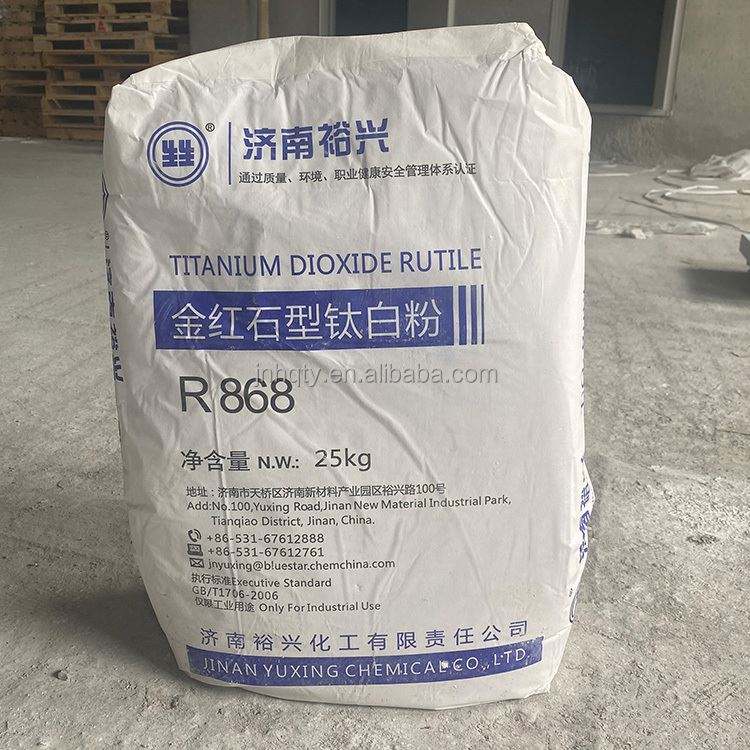 ®
济南裕兴
通过质量、环境、职业健康安全管理体系认证
TITANIUM DIOXIDE RUTILE
金红石型钛白粉
jnhqty.en.alibaba.com
R 868
净含量 N.W.: 25kg
地址:济南市天桥区济南新材料产业园区裕兴路100号
Add:No.100,Yuxing Road,Jinan New Material Industrial Park,
Tianqiao District, Jinan, China.
+86-531-67612888
+86-531-67612761
jnyuxing@bluestar.chemchina.com
执行标准Executive Standard
GB/T1706-2006
仅限工业用途 Only For Industrial Use
济南裕兴化工有限责任公司
JINAN YUXING CHEMICAL CO., LTD.